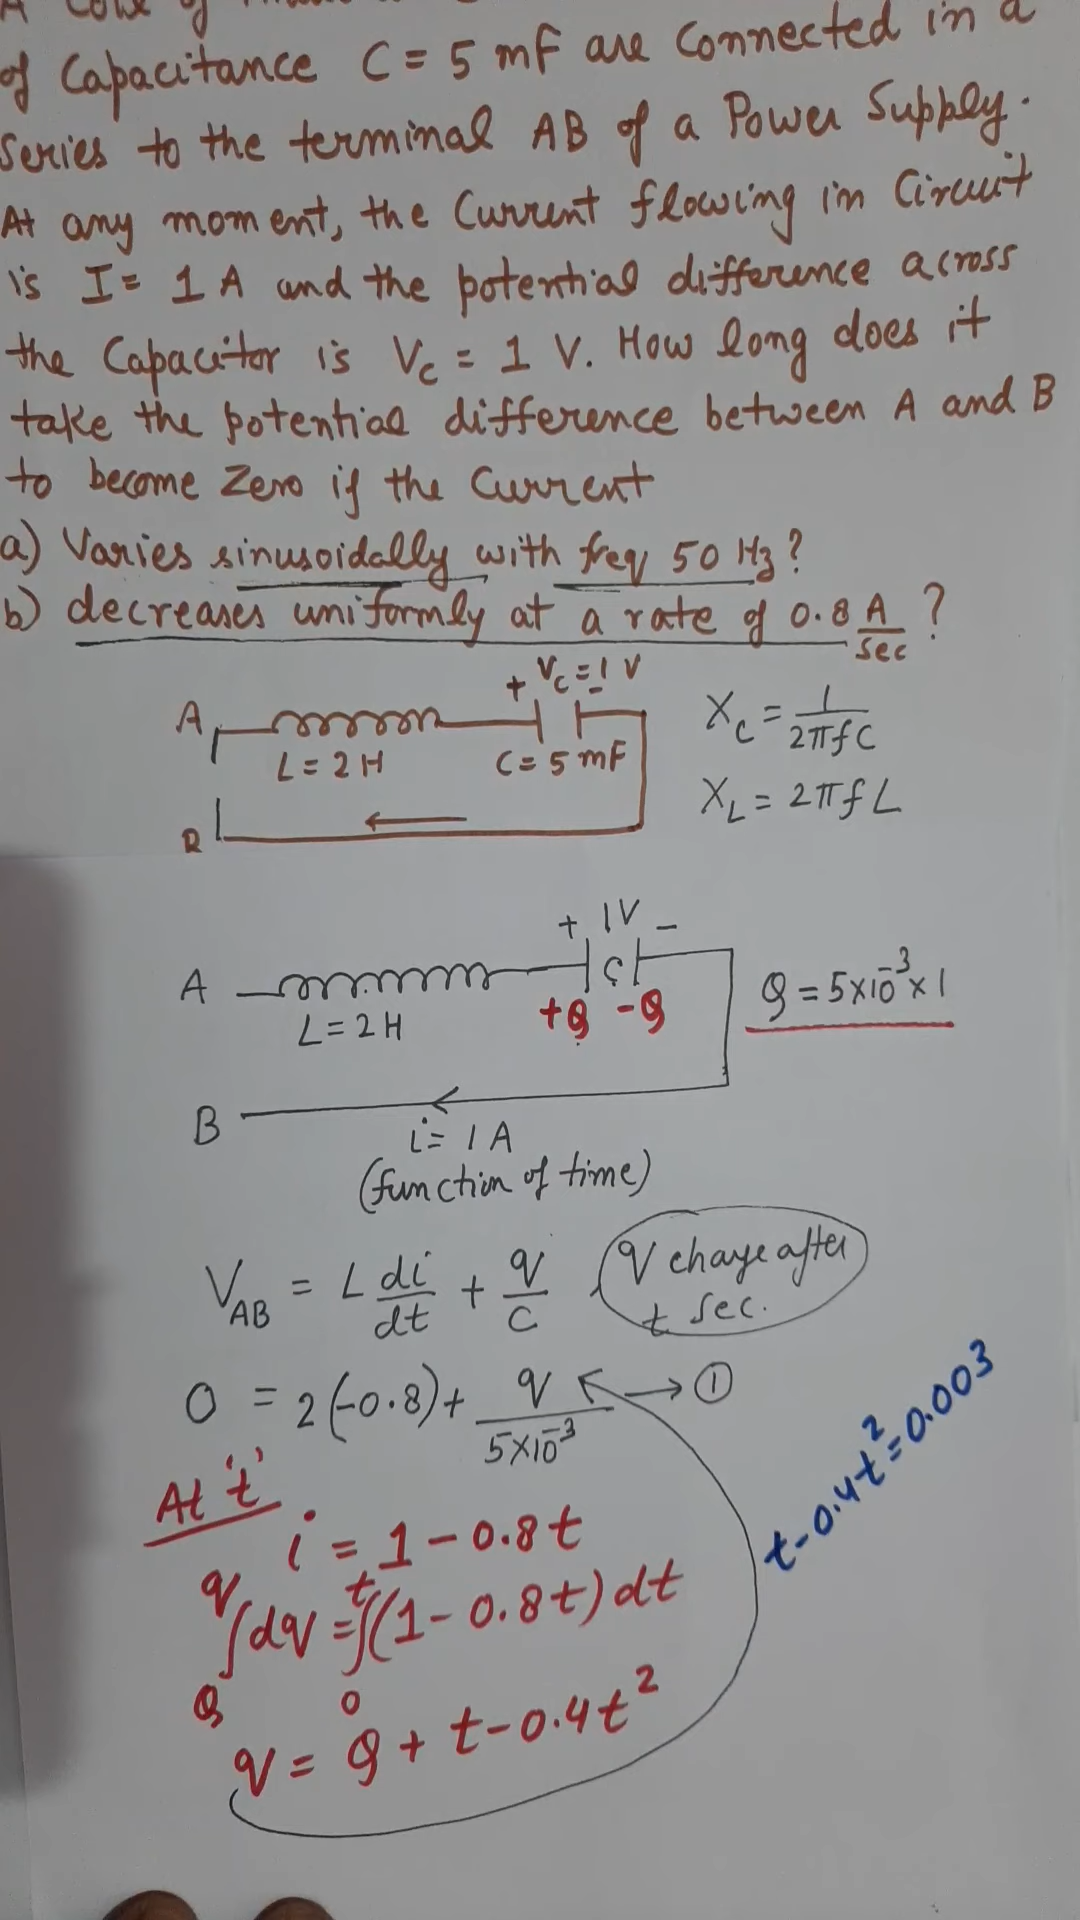 of Capacitance C = 5 mF are connected in a
Series to the terminal AB of a Power Supply.
At any moment, the current flowing in Circuit
is I = 1 A and the potential difference across
the Capacitor is Vc = 1 V. How long does it
take the potential difference between A and B
to become Zero if the Current
a) Varies sinusoidally with freq 50 Hz?
b) decreases uniformly at a rate of 0.8 A/sec ?
+ Vc = 1 V -
A
L = 2 H
C = 5 mF
Xc = 1/2πfC
XL = 2πfL
B
+ 1V -
A
C
L = 2H
+Q -Q
Q = 5×10⁻³×1
B
i = 1 A
(function of time)
V_AB = L di/dt + q/C
q charge after
t sec.
0 = 2(-0.8) + q/5×10⁻³ → ①
t - 0.4t² = 0.003
At 't'
i = 1 - 0.8t
∫_Q^q dq = ∫_0^t (1 - 0.8t) dt
q = Q + t - 0.4t²